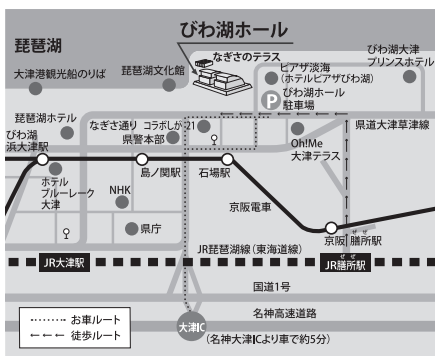 びわ湖ホール
琵琶湖
なぎさのテラス
びわ湖大津
プリンスホテル
大津港観光船のりば
琵琶湖文化館
ピアザ淡海
(ホテルピアザびわ湖)
P
びわ湖ホール
駐車場
琵琶湖ホテル
なぎさ通り
コラボしが21
県警本部
県道大津草津線
びわ湖
浜大津駅
Oh!Me
大津テラス
島ノ関駅
石場駅
ホテル
ブルーレーク
大津
NHK
京阪電車
県庁
ぜぜ
京阪膳所駅
JR琵琶湖線(東海道線)
JR大津駅
ぜぜ
JR膳所駅
国道1号
名神高速道路
お車ルート
徒歩ルート
大津IC
(名神大津ICより車で約5分)